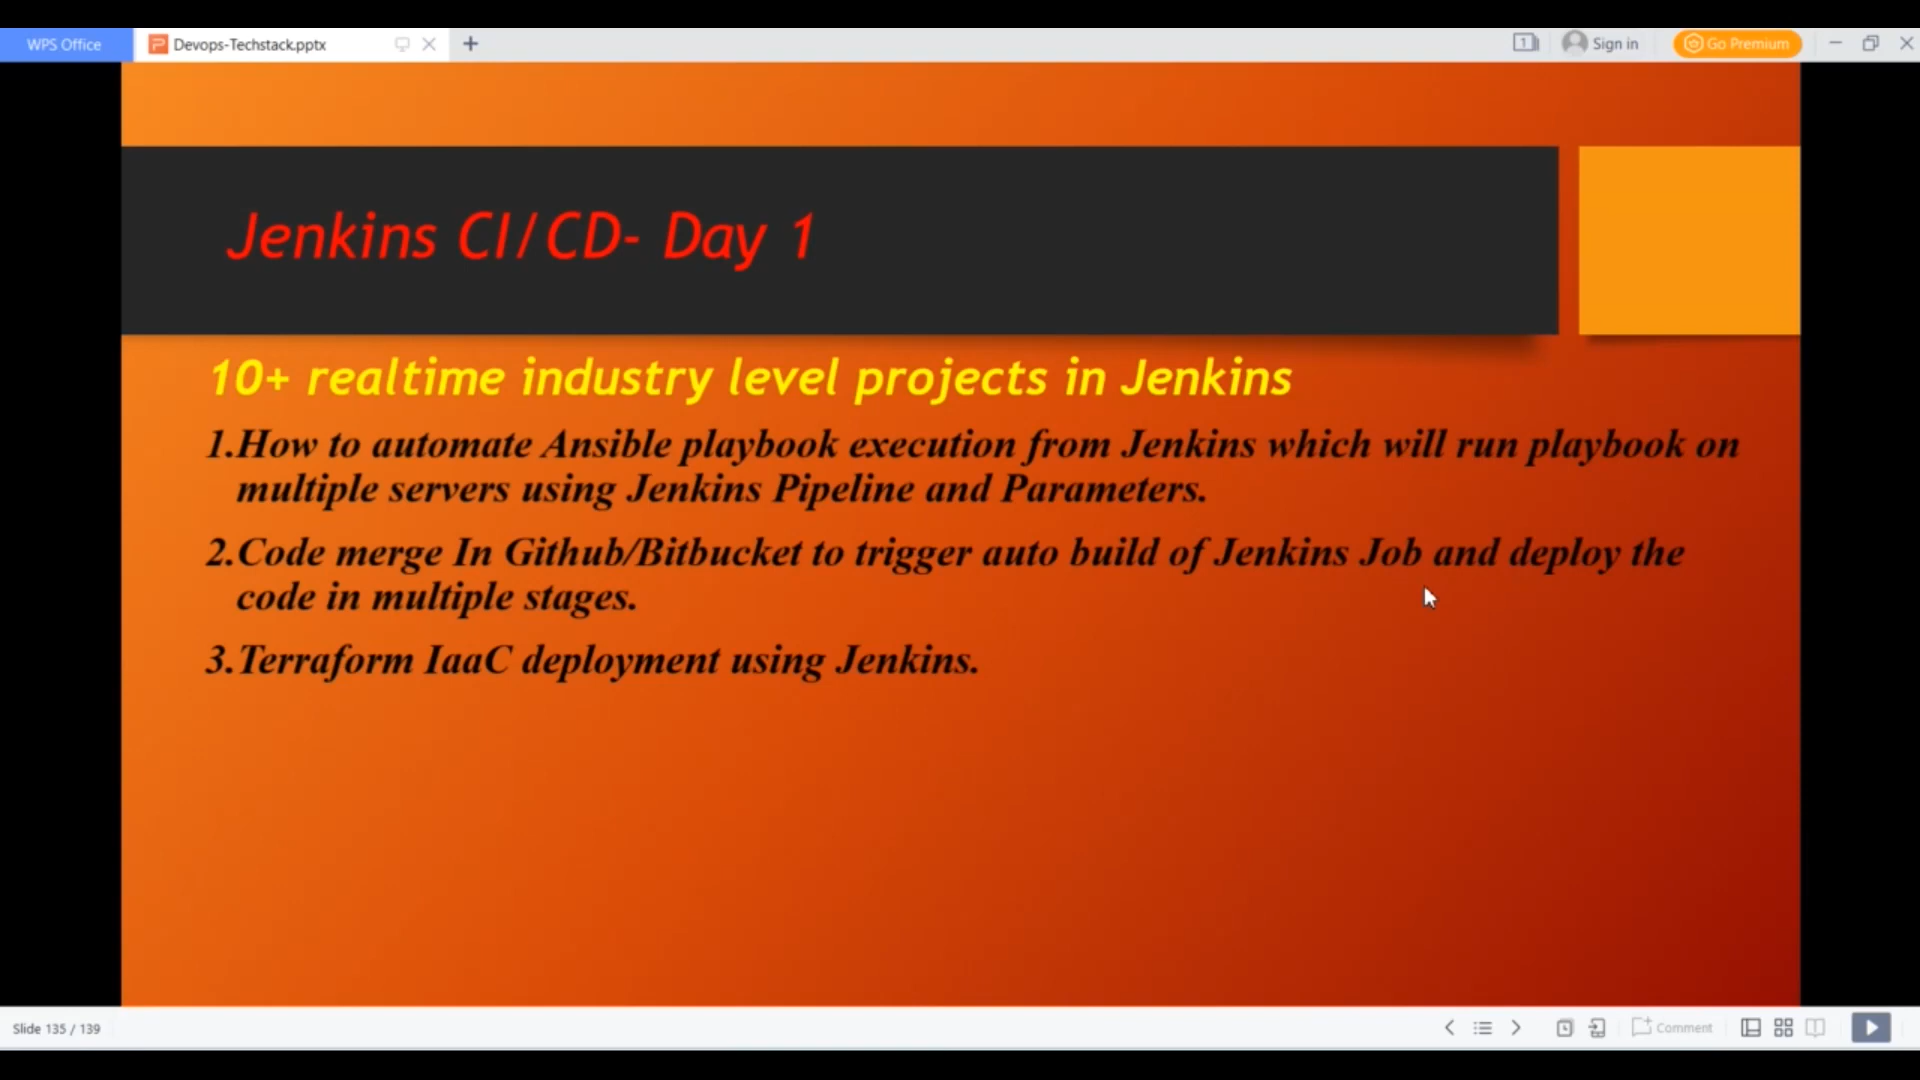 WPS Office
Devops-Techstack.pptx
1
Sign in
Go Premium
Jenkins CI/CD- Day 1
10+ realtime industry level projects in Jenkins
1.How to automate Ansible playbook execution from Jenkins which will run playbook on
multiple servers using Jenkins Pipeline and Parameters.
2.Code merge In Github/Bitbucket to trigger auto build of Jenkins Job and deploy the
code in multiple stages.
3.Terraform IaaC deployment using Jenkins.
Slide 135 / 139
Comment